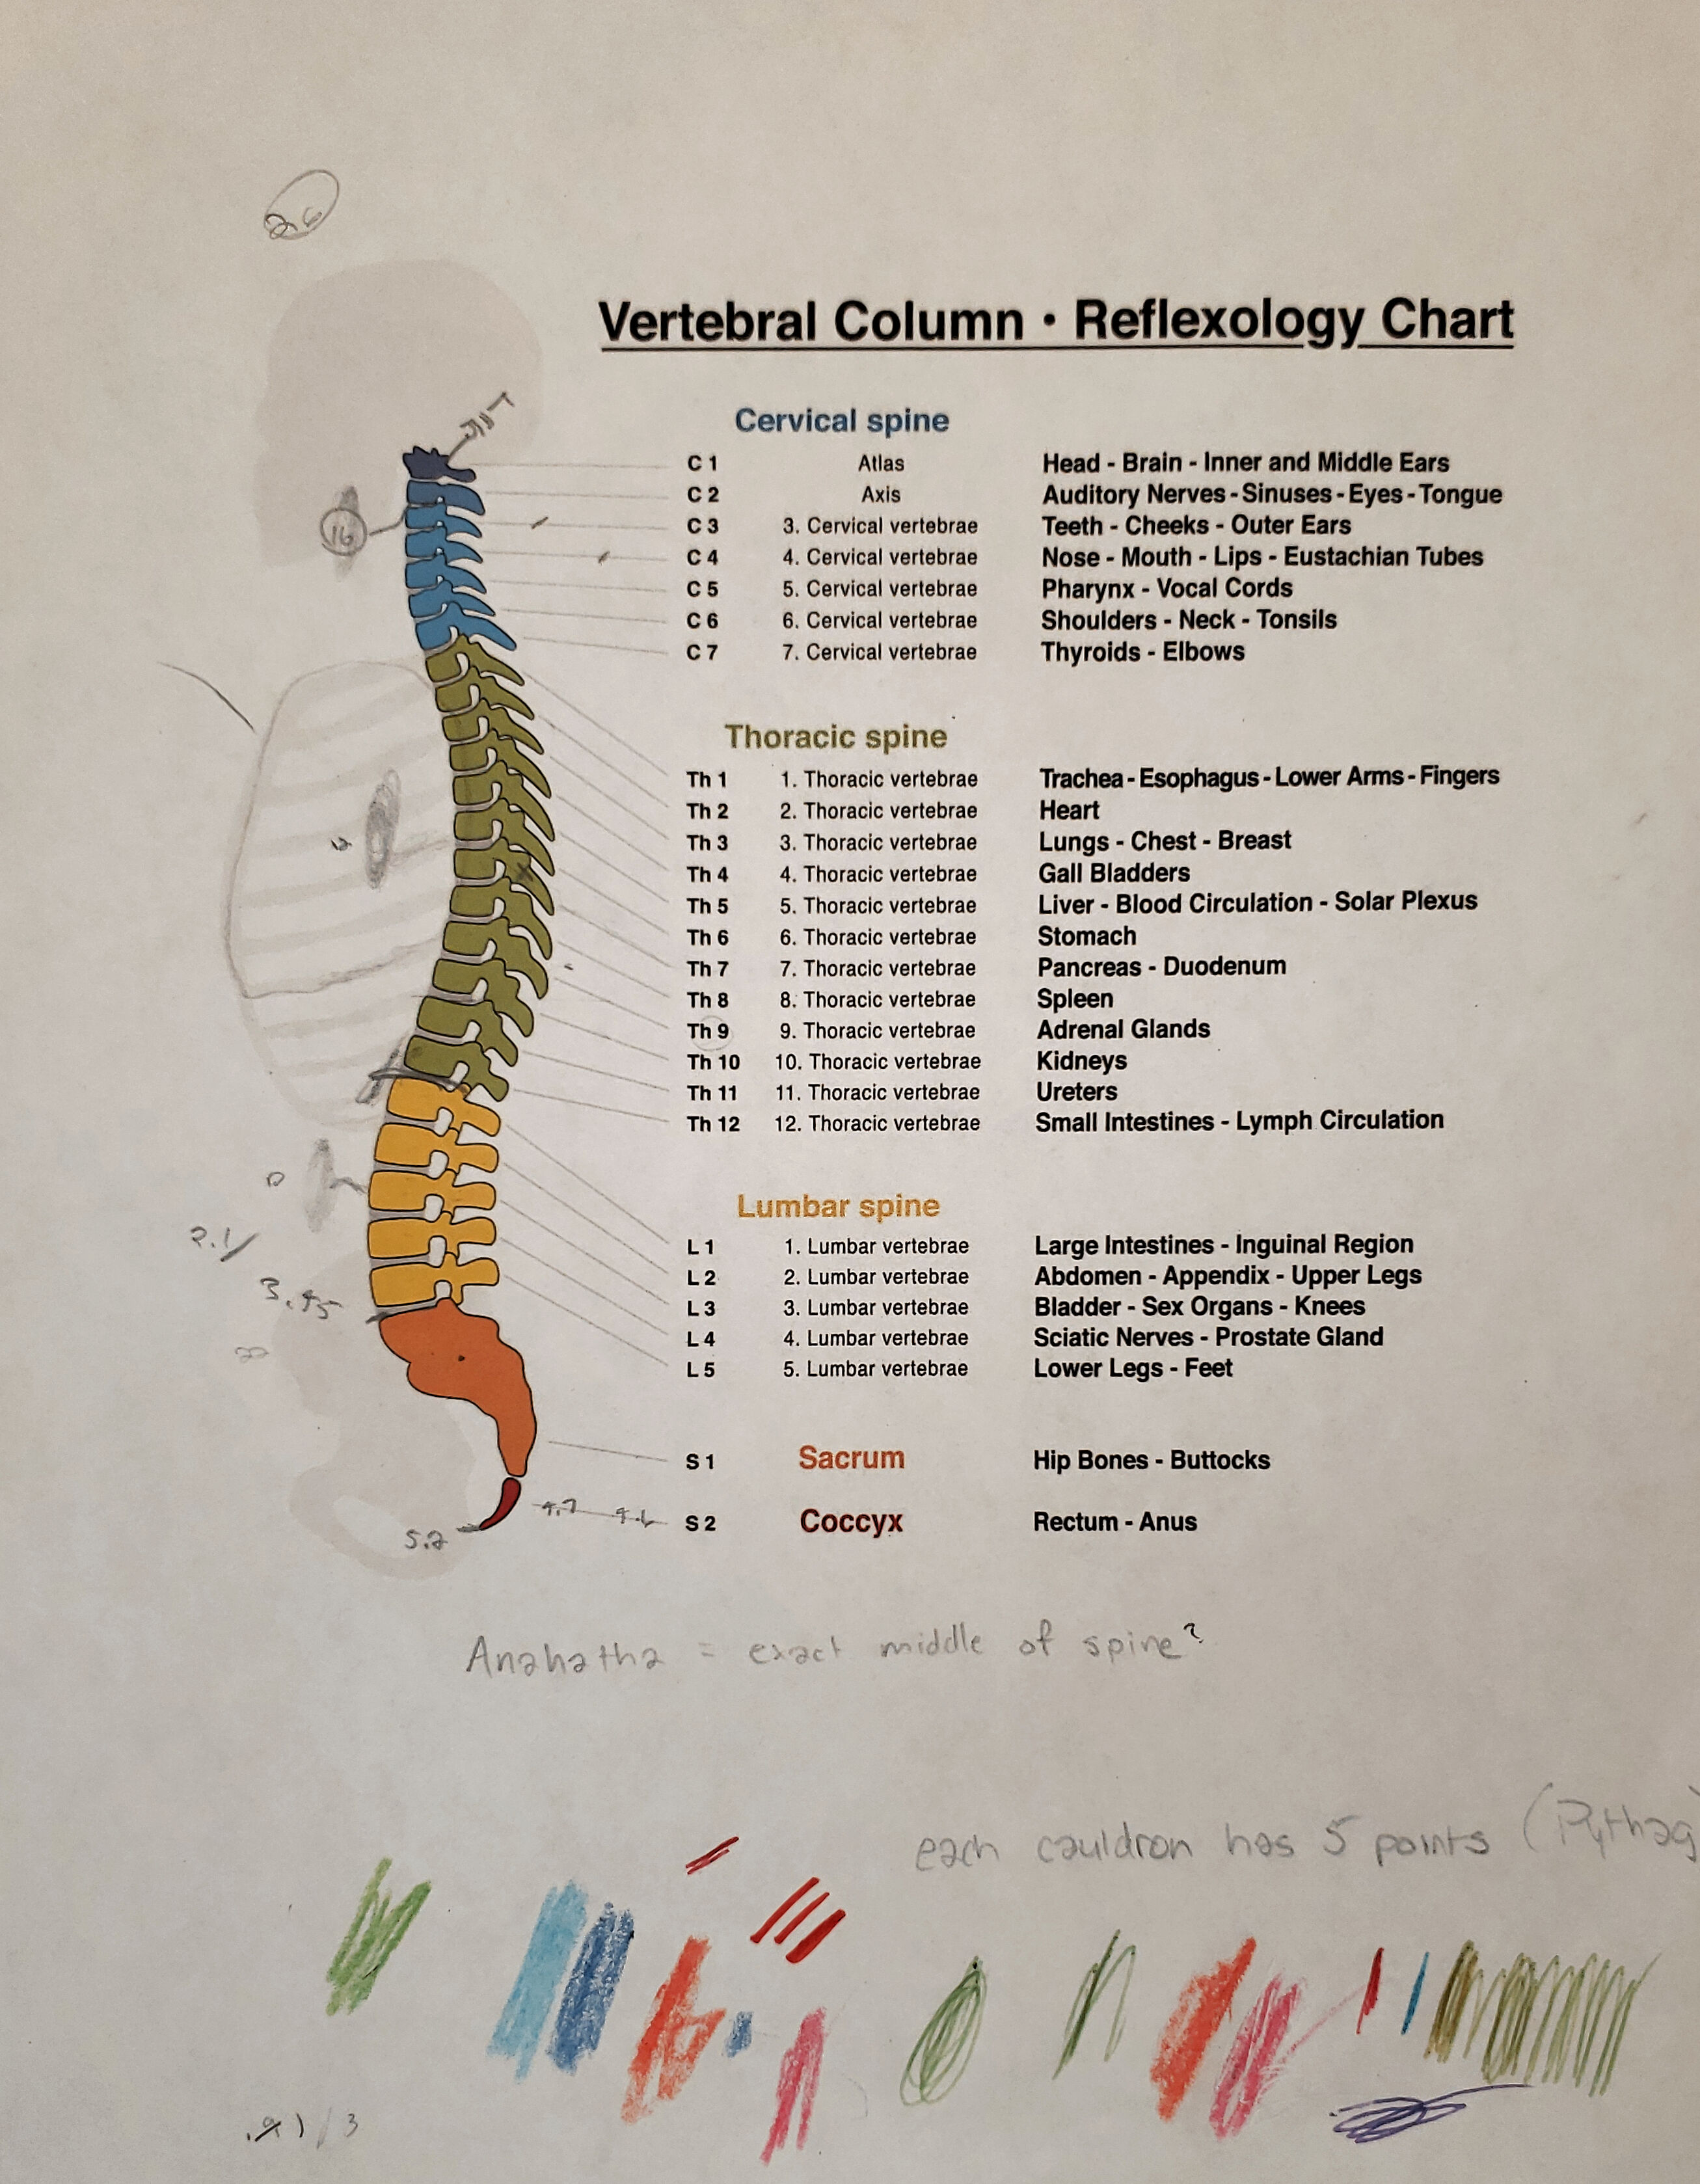 26
Vertebral Column • Reflexology Chart
Cervical spine
C 1 Atlas Head - Brain - Inner and Middle Ears
C 2 Axis Auditory Nerves - Sinuses - Eyes - Tongue
16
C 3 3. Cervical vertebrae Teeth - Cheeks - Outer Ears
C 4 4. Cervical vertebrae Nose - Mouth - Lips - Eustachian Tubes
C 5 5. Cervical vertebrae Pharynx - Vocal Cords
C 6 6. Cervical vertebrae Shoulders - Neck - Tonsils
C 7 7. Cervical vertebrae Thyroids - Elbows
Thoracic spine
Th 1 1. Thoracic vertebrae Trachea - Esophagus - Lower Arms - Fingers
Th 2 2. Thoracic vertebrae Heart
Th 3 3. Thoracic vertebrae Lungs - Chest - Breast
Th 4 4. Thoracic vertebrae Gall Bladders
Th 5 5. Thoracic vertebrae Liver - Blood Circulation - Solar Plexus
Th 6 6. Thoracic vertebrae Stomach
Th 7 7. Thoracic vertebrae Pancreas - Duodenum
Th 8 8. Thoracic vertebrae Spleen
Th 9 9. Thoracic vertebrae Adrenal Glands
Th 10 10. Thoracic vertebrae Kidneys
Th 11 11. Thoracic vertebrae Ureters
Th 12 12. Thoracic vertebrae Small Intestines - Lymph Circulation
Lumbar spine
2.1/
L 1 1. Lumbar vertebrae Large Intestines - Inguinal Region
L 2 2. Lumbar vertebrae Abdomen - Appendix - Upper Legs
L 3 3. Lumbar vertebrae Bladder - Sex Organs - Knees
L 4 4. Lumbar vertebrae Sciatic Nerves - Prostate Gland
L 5 5. Lumbar vertebrae Lower Legs - Feet
S 1 Sacrum Hip Bones - Buttocks
S 2 Coccyx Rectum - Anus
5.2
Anahatha = exact middle of spine?
each cauldron has 5 points (Pythag)